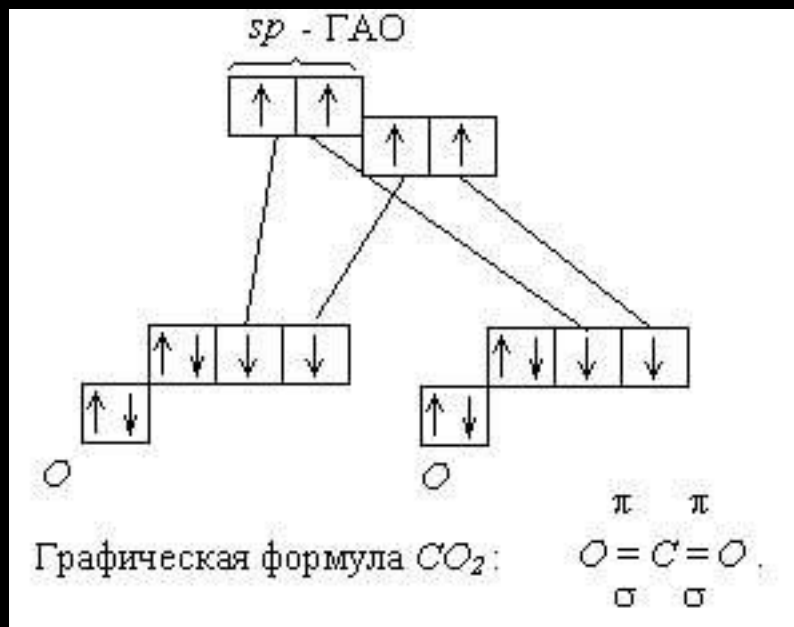 sp - ГАО
O
O
π π
Графическая формула CO₂: O = C = O.
σ σ